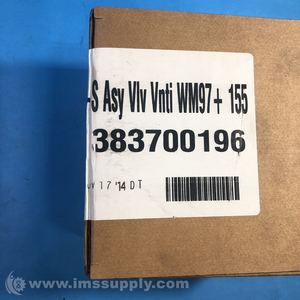 -S Asy Vlv Vnti WM97+ 155
383700196
17 '14 DT
© www.imssupply.com